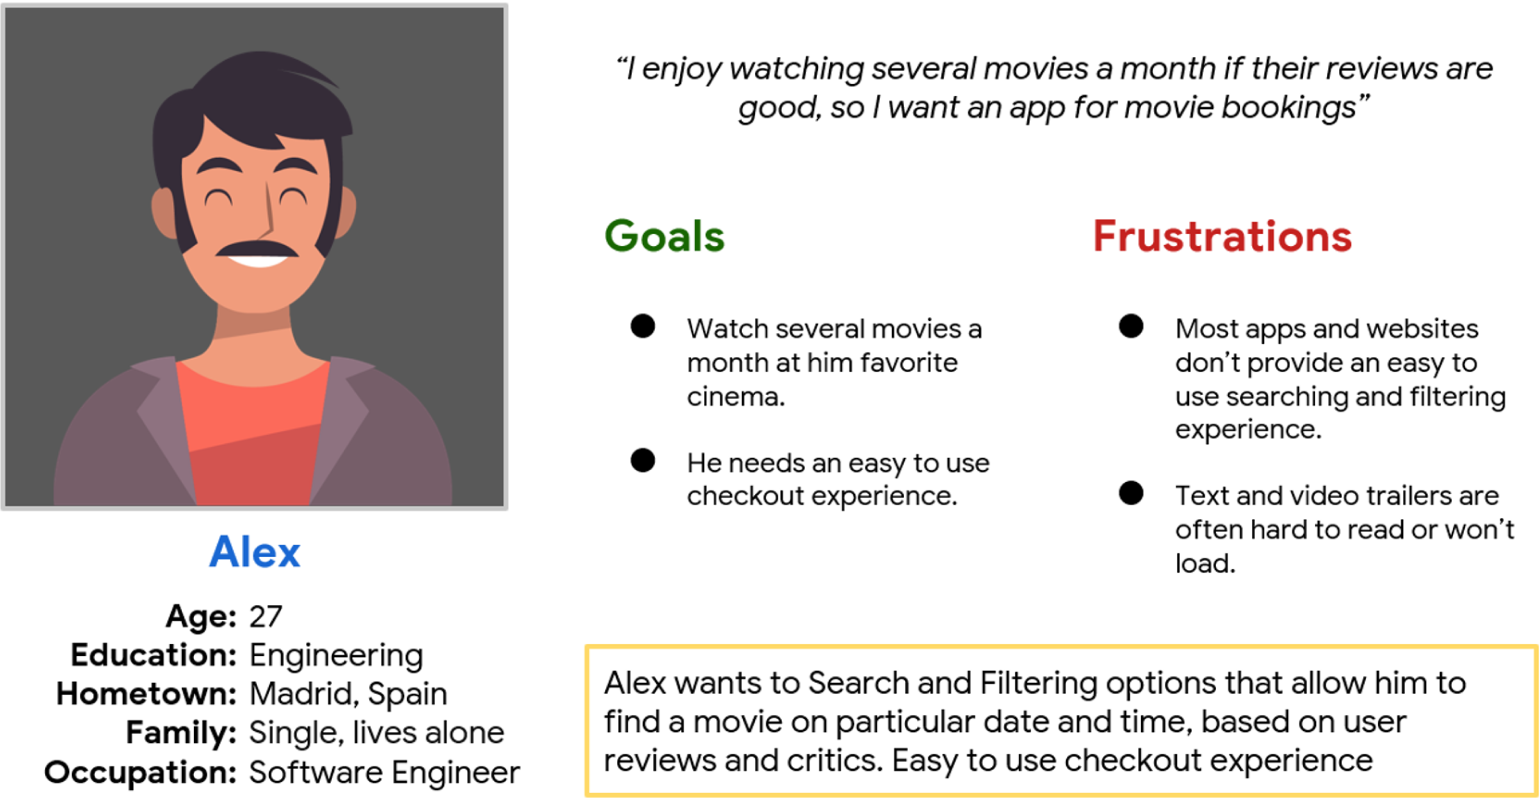 “I enjoy watching several movies a month if their reviews are
good, so I want an app for movie bookings”
Goals
Watch several movies a
month at him favorite
cinema.
He needs an easy to use
checkout experience.
Frustrations
Most apps and websites
don’t provide an easy to
use searching and filtering
experience.
Text and video trailers are
often hard to read or won’t
load.
Alex
Age: 27
Education: Engineering
Hometown: Madrid, Spain
Family: Single, lives alone
Occupation: Software Engineer
Alex wants to Search and Filtering options that allow him to
find a movie on particular date and time, based on user
reviews and critics. Easy to use checkout experience